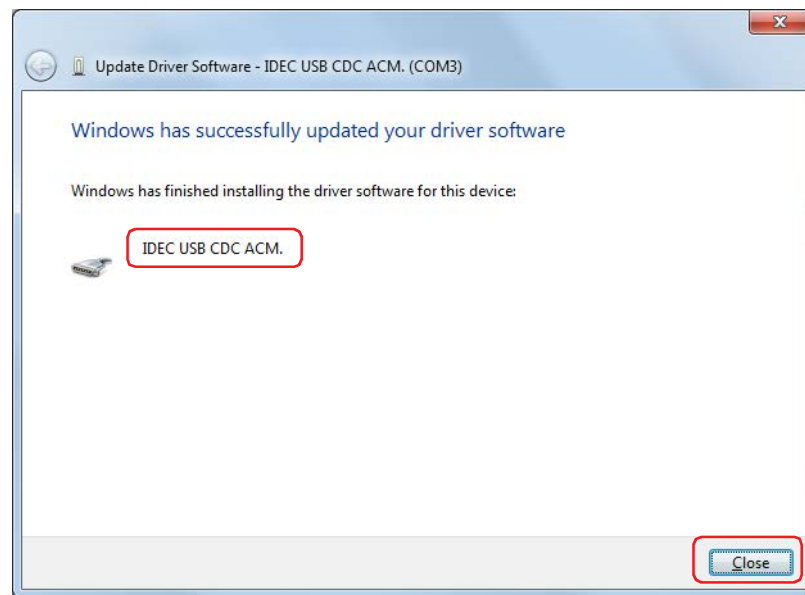 Update Driver Software - IDEC USB CDC ACM. (COM3)
Windows has successfully updated your driver software
Windows has finished installing the driver software for this device:
IDEC USB CDC ACM.
Close